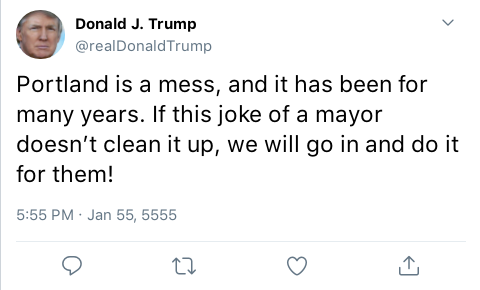 Donald J. Trump
@realDonaldTrump
Portland is a mess, and it has been for
many years. If this joke of a mayor
doesn’t clean it up, we will go in and do it
for them!
5:55 PM · Jan 55, 5555